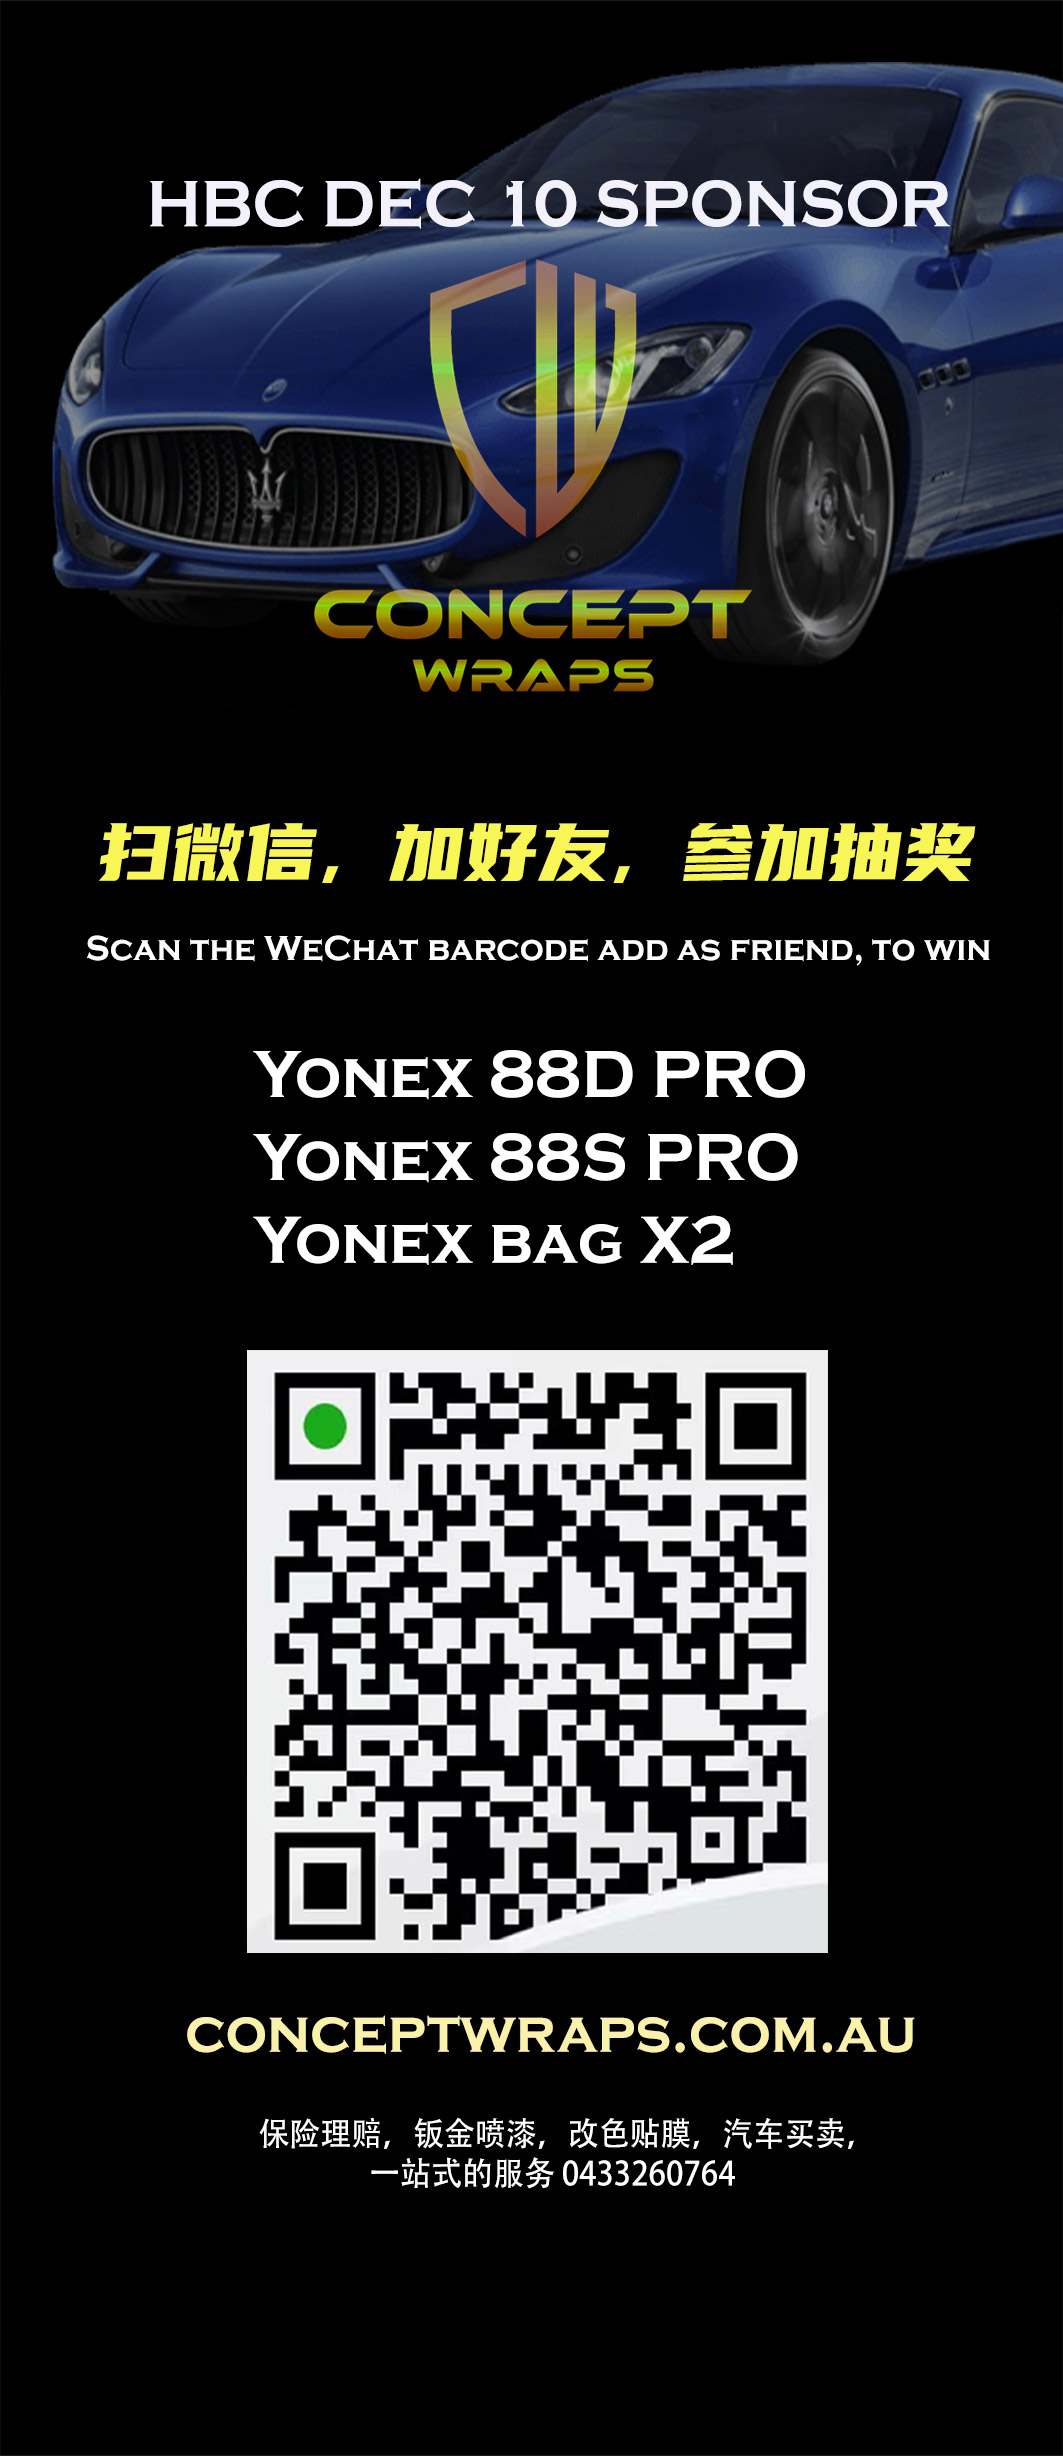 HBC DEC 10 SPONSOR
CONCEPT
WRAPS
扫微信，加好友，参加抽奖
Scan the WeChat barcode add as friend, to win
Yonex 88D PRO
Yonex 88S PRO
Yonex bag X2
CONCEPTWRAPS.COM.AU
保险理赔，钣金喷漆，改色贴膜，汽车买卖，
一站式的服务 0433260764